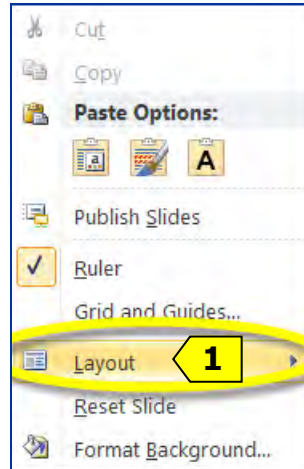 Cut
Copy
Paste Options:
a A
Publish Slides
Ruler
Grid and Guides...
Layout 1
Reset Slide
Format Background...